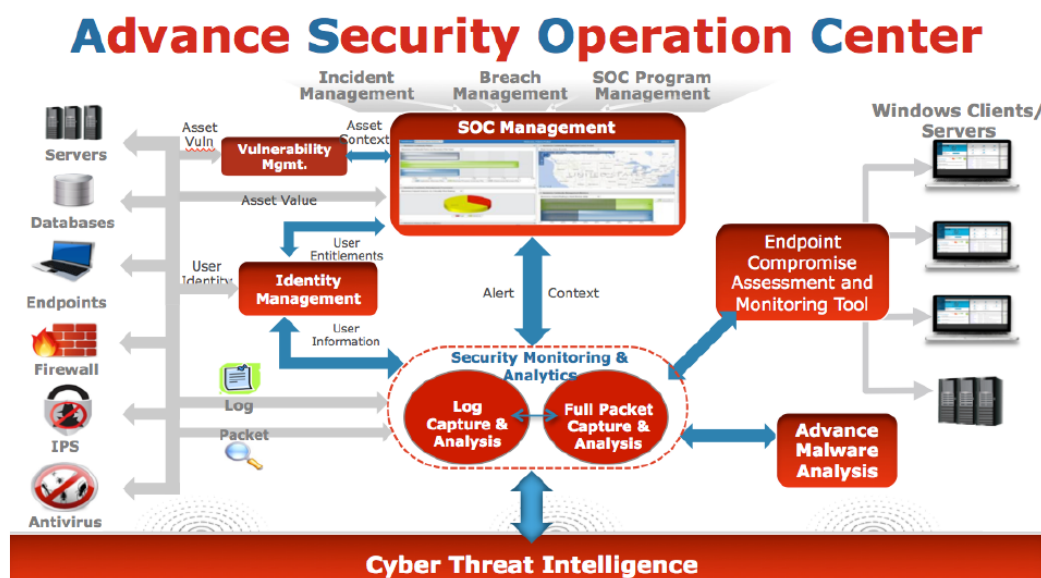 Advance Security Operation Center
Incident
Management
Breach
Management
SOC Program
Management
Servers
Databases
Endpoints
Firewall
IPS
Antivirus
Asset
Vuln
Vulnerability
Mgmt.
Asset
Context
SOC Management
Asset Value
User
Entitlements
User
Identity
Identity
Management
User
Information
Alert
Context
Log
Packet
Security Monitoring &
Analytics
Log
Capture &
Analysis
Full Packet
Capture &
Analysis
Endpoint
Compromise
Assessment and
Monitoring Tool
Windows Clients/
Servers
Advance
Malware
Analysis
Cyber Threat Intelligence